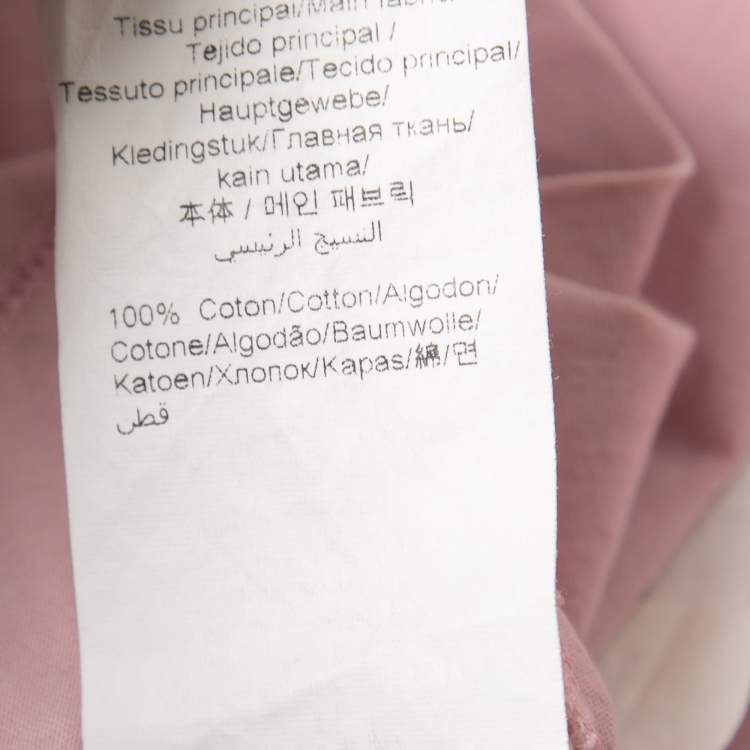 Tissu principal/Main fabric/
Tejido principal /
Tessuto principale/Tecido principal/
Hauptgewebe/
Kledingstuk/Главная ткань/
kain utama/
本体 / 메인 패브릭
النسيج الرئيسي
100% Coton/Cotton/Algodon/
Cotone/Algodão/Baumwolle/
Katoen/Хлопок/Kapas/綿/면
قطن